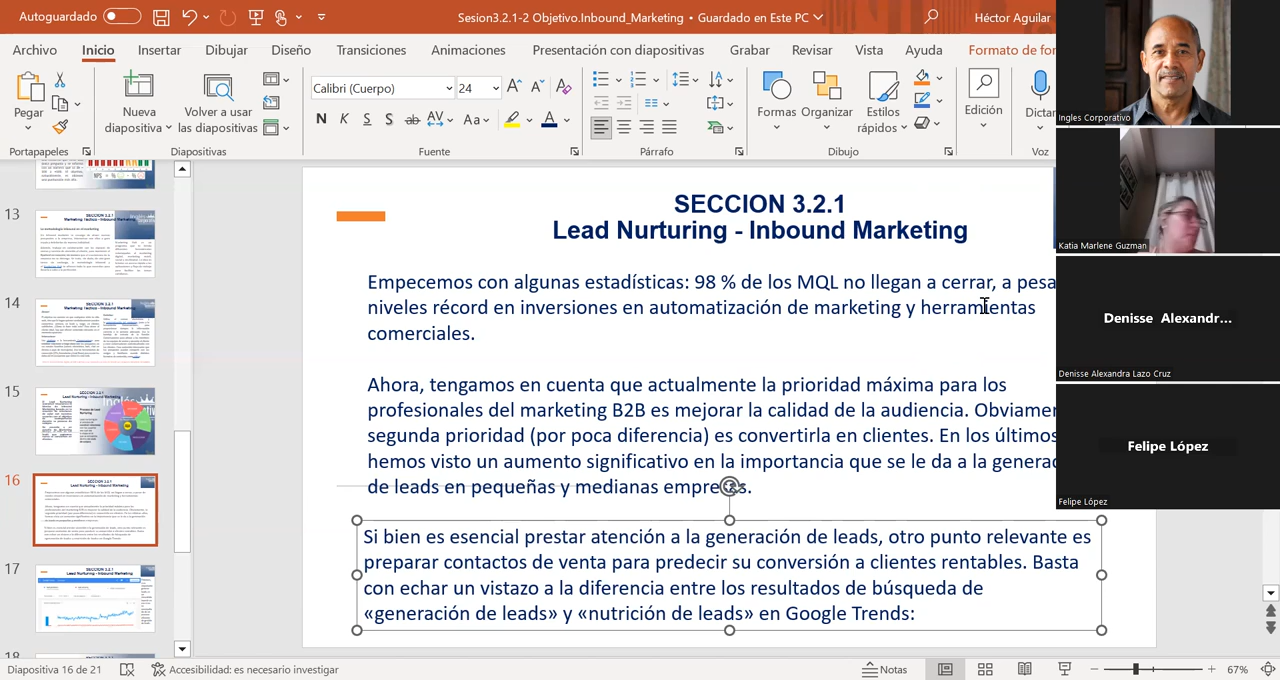 Autoguardado
Sesion3.2.1-2 Objetivo.Inbound_Marketing • Guardado en Este PC
Héctor Aguilar
Archivo Inicio Insertar Dibujar Diseño Transiciones Animaciones Presentación con diapositivas Grabar Revisar Vista Ayuda Formato de for
Pegar
Nueva diapositiva
Volver a usar las diapositivas
Calibri (Cuerpo) 24
N K S S ab AV Aa A
Formas Organizar Estilos rápidos
Edición
Dictar
Portapapeles Diapositivas Fuente Párrafo Dibujo Voz
Ingles Corporativo
Katia Marlene Guzman
Denisse Alexandr...
Denisse Alexandra Lazo Cruz
Felipe López
Felipe López
13
14
15
16
17
18
SECCION 3.2.1
Lead Nurturing - Inbound Marketing
Empecemos con algunas estadísticas: 98 % de los MQL no llegan a cerrar, a pesa
niveles récord en inversiones en automatización de marketing y herramientas
comerciales.
Ahora, tengamos en cuenta que actualmente la prioridad máxima para los
profesionales del marketing B2B es mejorar la calidad de la audiencia. Obviamen
segunda prioridad (por poca diferencia) es convertirla en clientes. En los últimos
hemos visto un aumento significativo en la importancia que se le da a la generac
de leads en pequeñas y medianas empresas
Si bien es esencial prestar atención a la generación de leads, otro punto relevante es
preparar contactos de venta para predecir su conversión a clientes rentables. Basta
con echar un vistazo a la diferencia entre los resultados de búsqueda de
«generación de leads» y «nutrición de leads» en Google Trends:
Diapositiva 16 de 21
Accesibilidad: es necesario investigar
Notas
67%